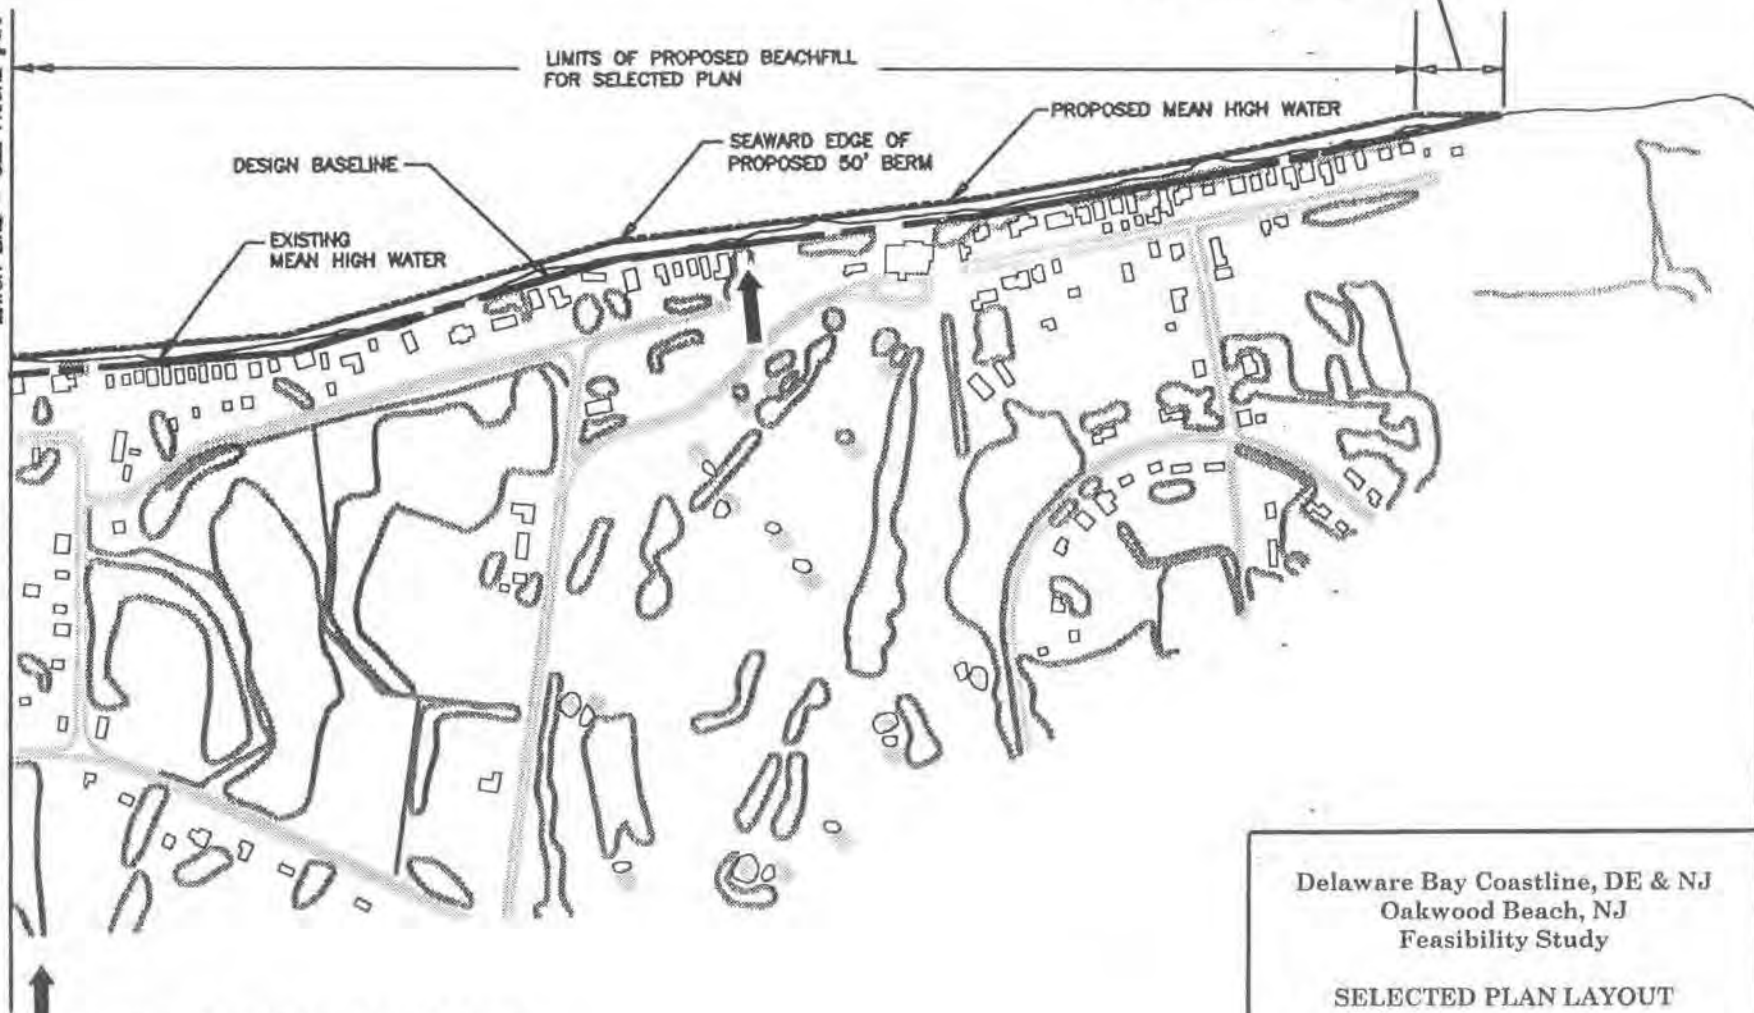 LIMITS OF PROPOSED BEACHFILL
FOR SELECTED PLAN
PROPOSED MEAN HIGH WATER
SEAWARD EDGE OF
PROPOSED 50' BERM
DESIGN BASELINE
EXISTING
MEAN HIGH WATER
Delaware Bay Coastline, DE & NJ
Oakwood Beach, NJ
Feasibility Study
SELECTED PLAN LAYOUT